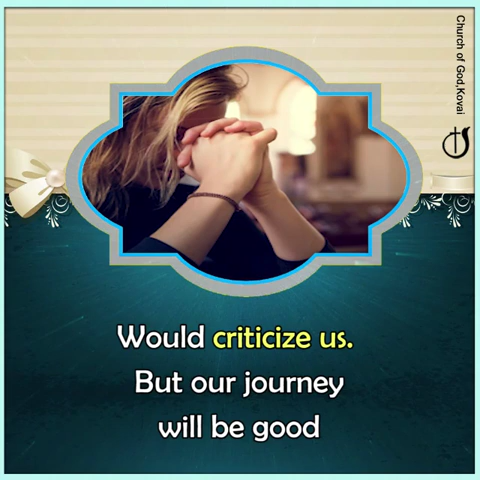 Church of God,Kovai
Would criticize us.
But our journey
will be good